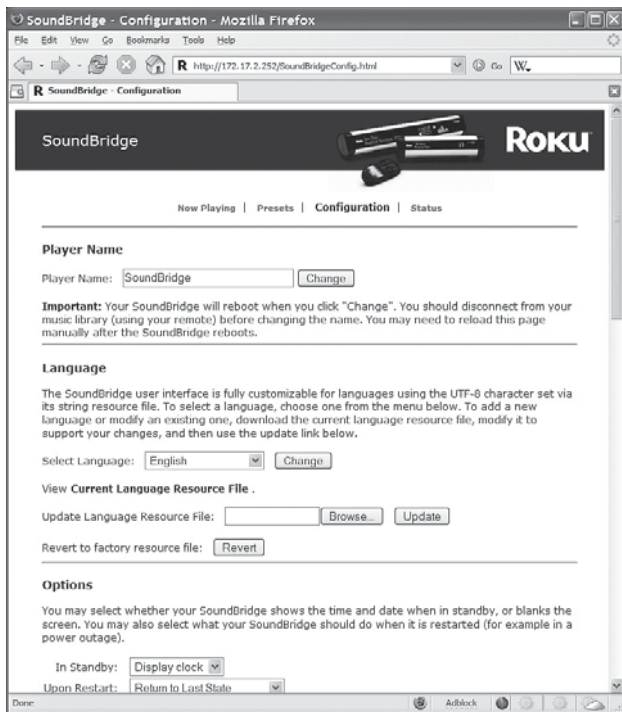 SoundBridge - Configuration - Mozilla Firefox
File Edit View Go Bookmarks Tools Help
R http://172.17.2.252/SoundBridgeConfig.html Go W.
R SoundBridge - Configuration
SoundBridge
ROKU
Now Playing | Presets | Configuration | Status
Player Name
Player Name: SoundBridge Change
Important: Your SoundBridge will reboot when you click "Change". You should disconnect from your
music library (using your remote) before changing the name. You may need to reload this page
manually after the SoundBridge reboots.
Language
The SoundBridge user interface is fully customizable for languages using the UTF-8 character set via
its string resource file. To select a language, choose one from the menu below. To add a new
language or modify an existing one, download the current language resource file, modify it to
support your changes, and then use the update link below.
Select Language: English Change
View Current Language Resource File .
Update Language Resource File: Browse... Update
Revert to factory resource file: Revert
Options
You may select whether your SoundBridge shows the time and date when in standby, or blanks the
screen. You may also select what your SoundBridge should do when it is restarted (for example in a
power outage).
In Standby: Display clock
Upon Restart: Return to Last State
Done Adblock